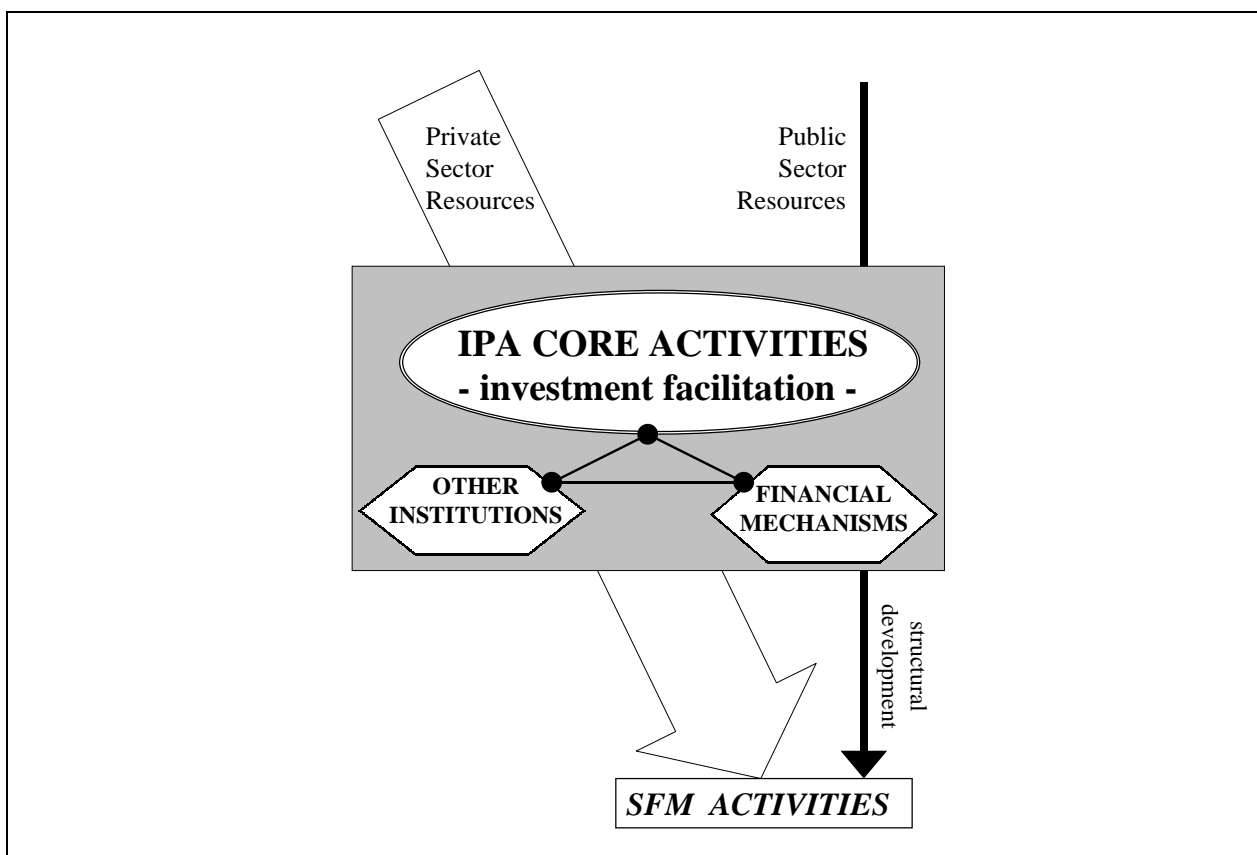 Private
Sector
Resources
Public
Sector
Resources
IPA CORE ACTIVITIES
- investment facilitation -
OTHER
INSTITUTIONS
FINANCIAL
MECHANISMS
structural
development
SFM ACTIVITIES